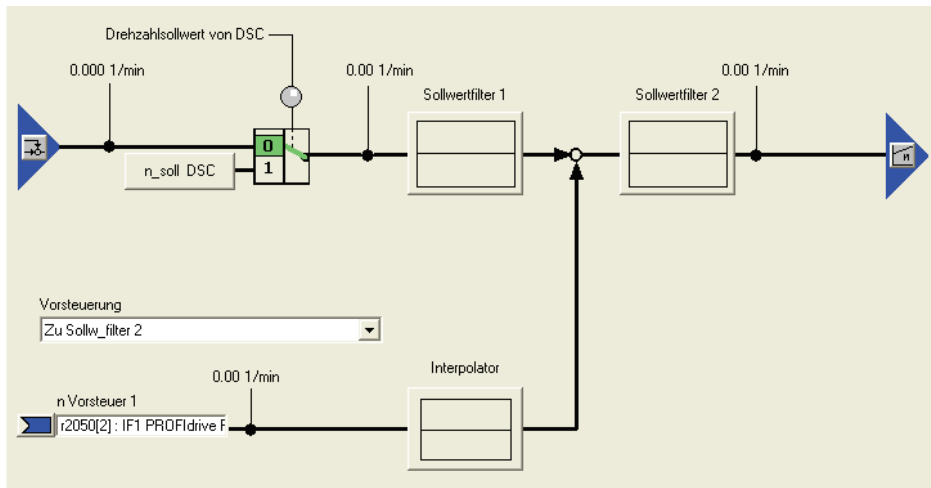 Drehzahlsollwert von DSC
0.000 1/min
0.00 1/min
0.00 1/min
Sollwertfilter 1
Sollwertfilter 2
0
1
n_soll DSC
n
Vorsteuerung
Zu Sollw_filter 2
0.00 1/min
Interpolator
n Vorsteuer 1
r2050[2] : IF1 PROFIdrive F